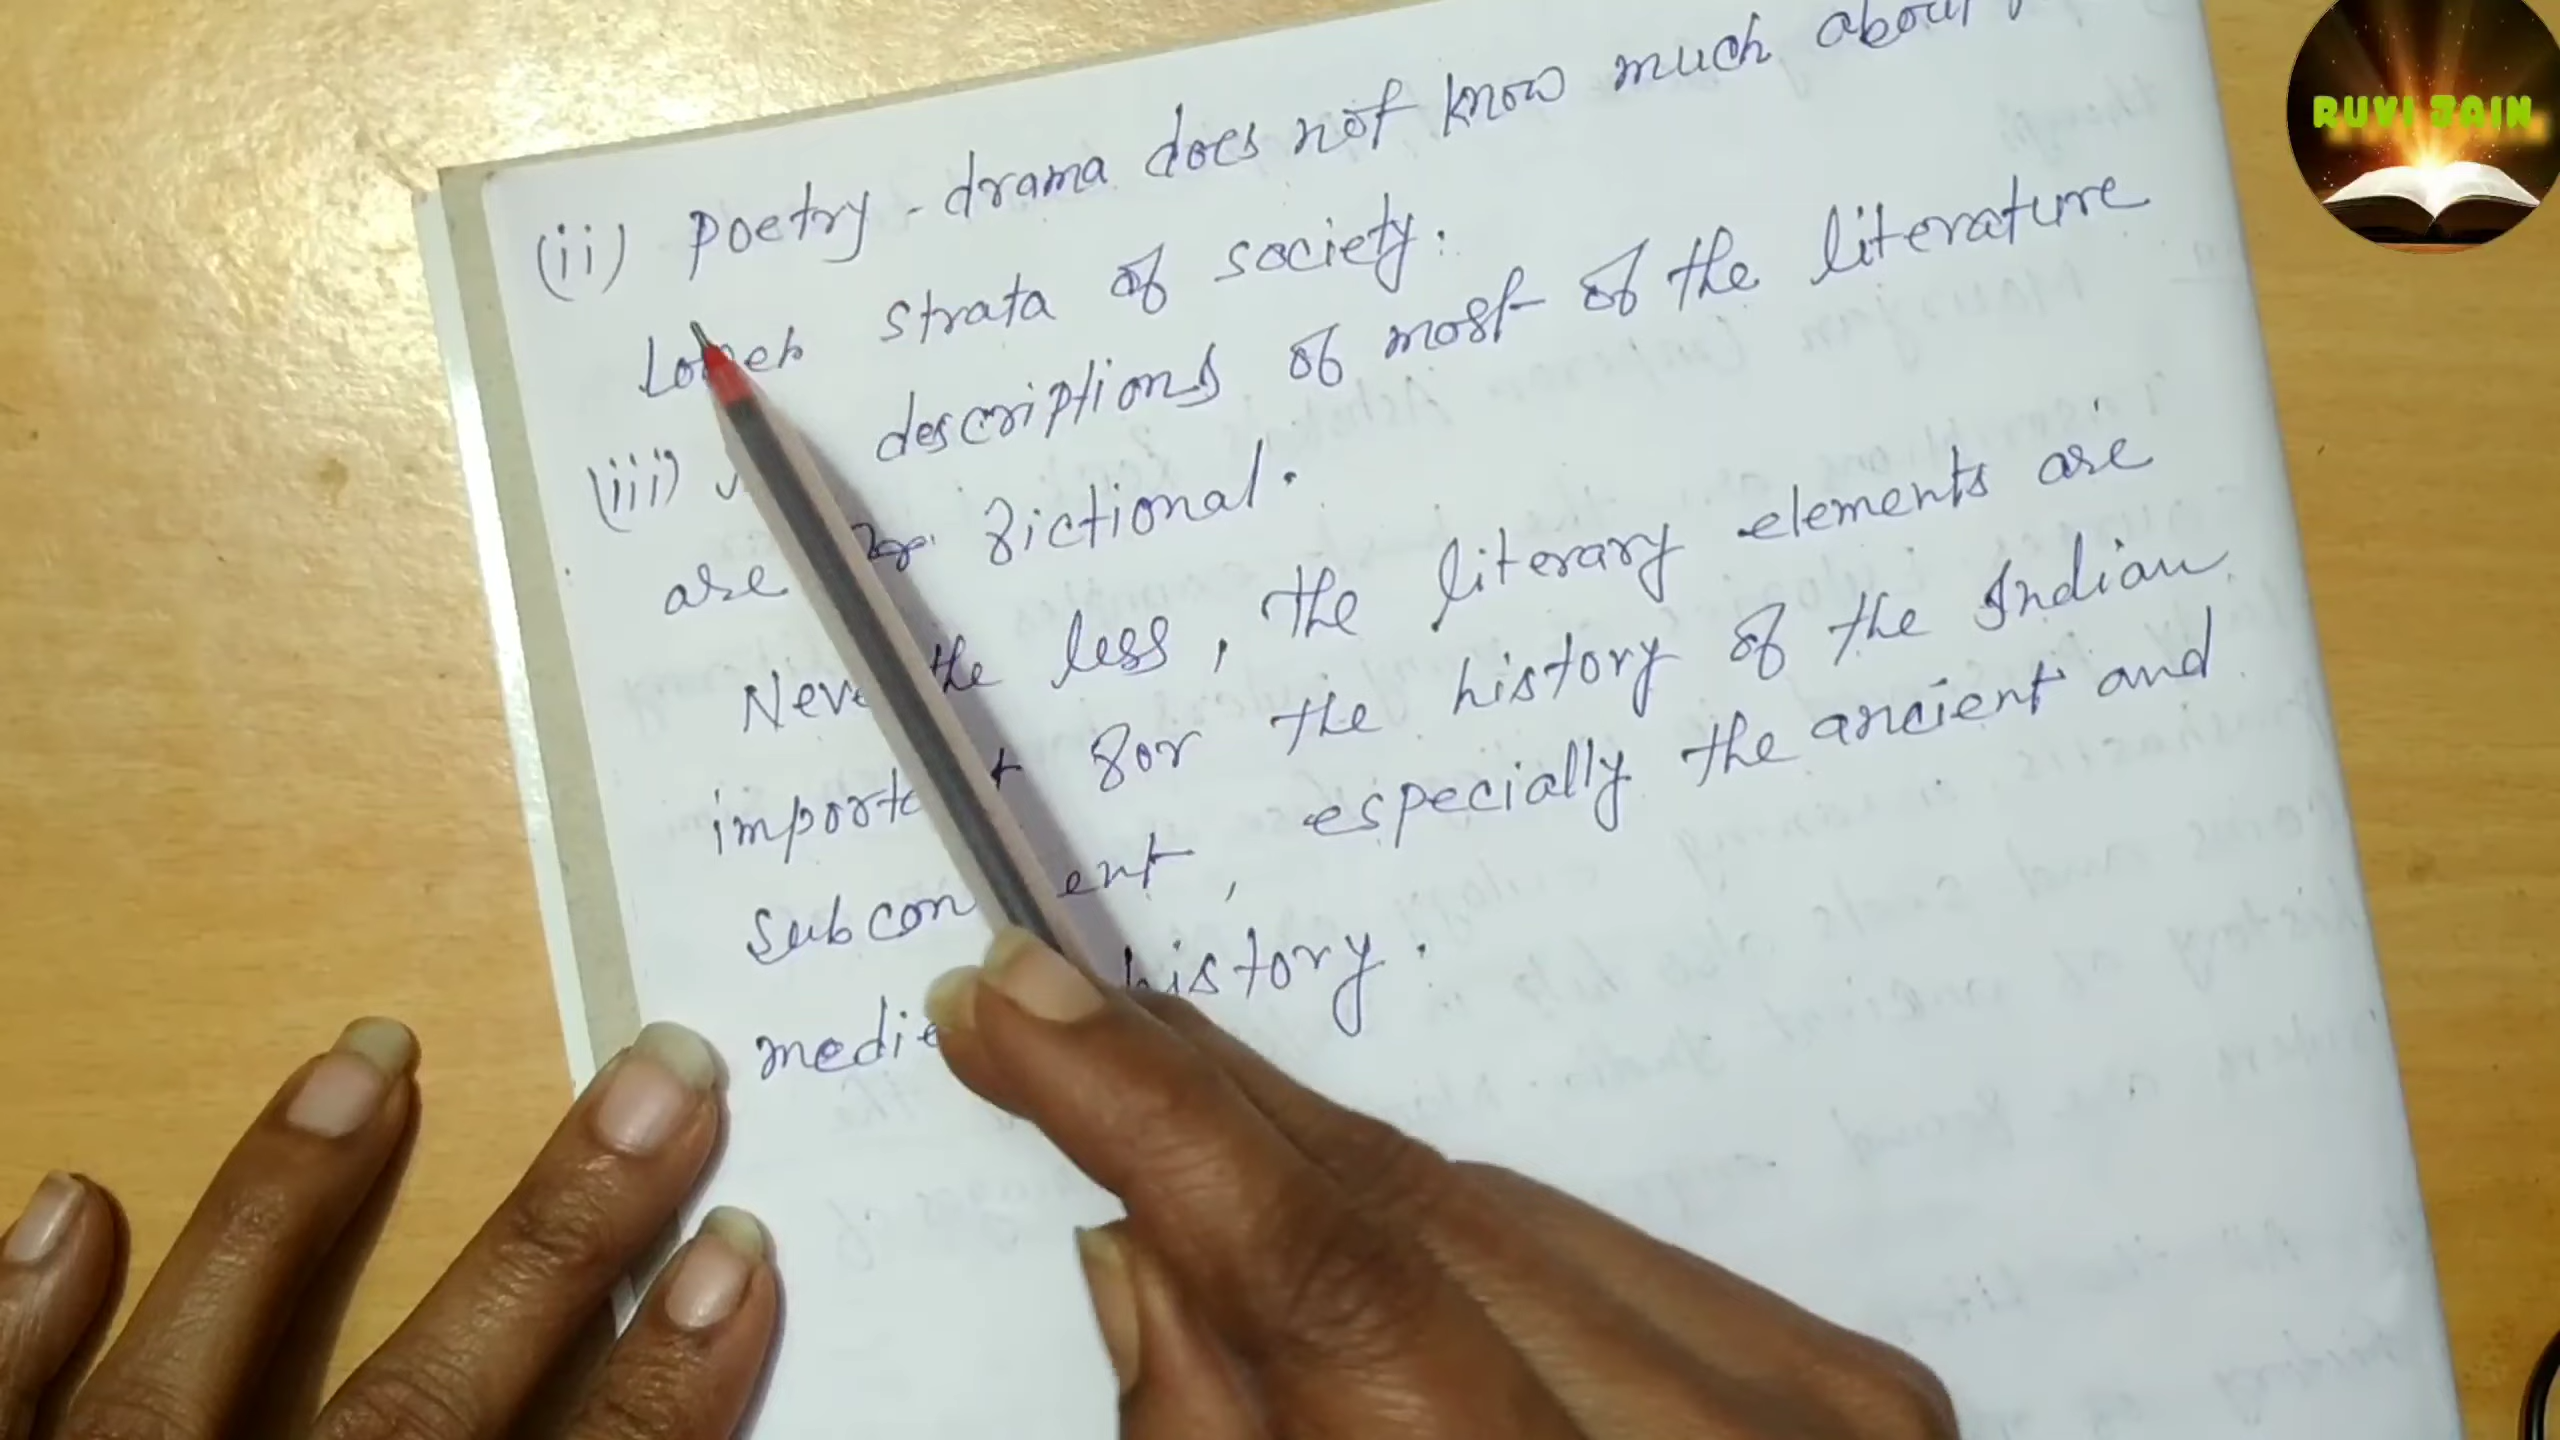 (ii) Poetry - drama does not know much about
Lower strata of society.
(iii) descriptions of most of the literature
are fictional.
Never the less, the literary elements are
important for the history of the Indian
subcontinent, especially the ancient and
history.
RUVI JAIN